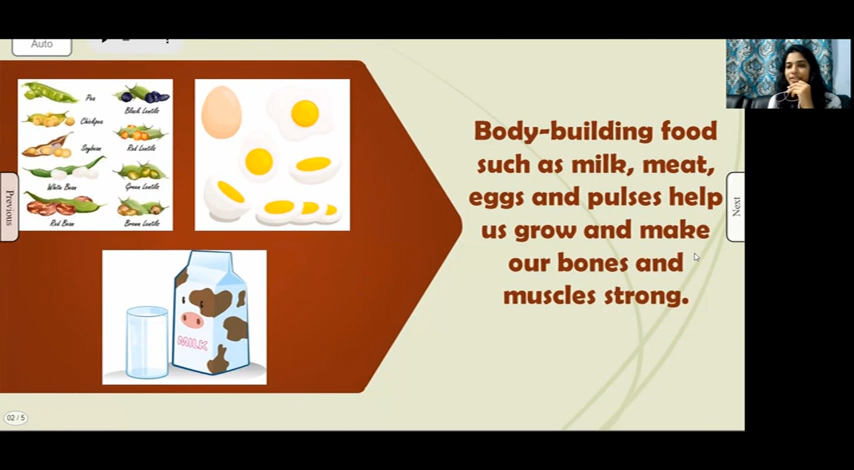 Auto
Pea
Black Lentils
Chickpea
Red Lentils
Soybean
White Bean
Green Lentils
Red Bean
Brown Lentils
MILK
Body-building food
such as milk, meat,
eggs and pulses help
us grow and make
our bones and
muscles strong.
Previous
Next
02 / 5